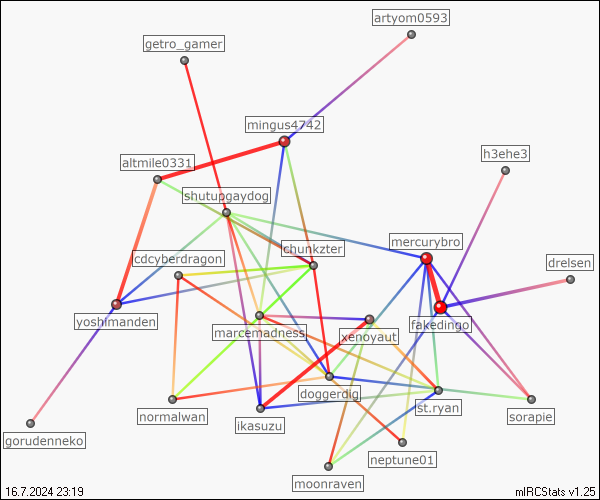 artyom0593
getro_gamer
mingus4742
h3ehe3
altmile0331
shutupgaydog
mercurybro
chunkzter
cdcyberdragon
drelsen
yoshimanden
fakedingo
marcemadness
xenoyaut
doggerdig
st.ryan
normalwan
sorapie
ikasuzu
gorudenneko
neptune01
moonraven
16.7.2024 23:19
mIRCStats v1.25